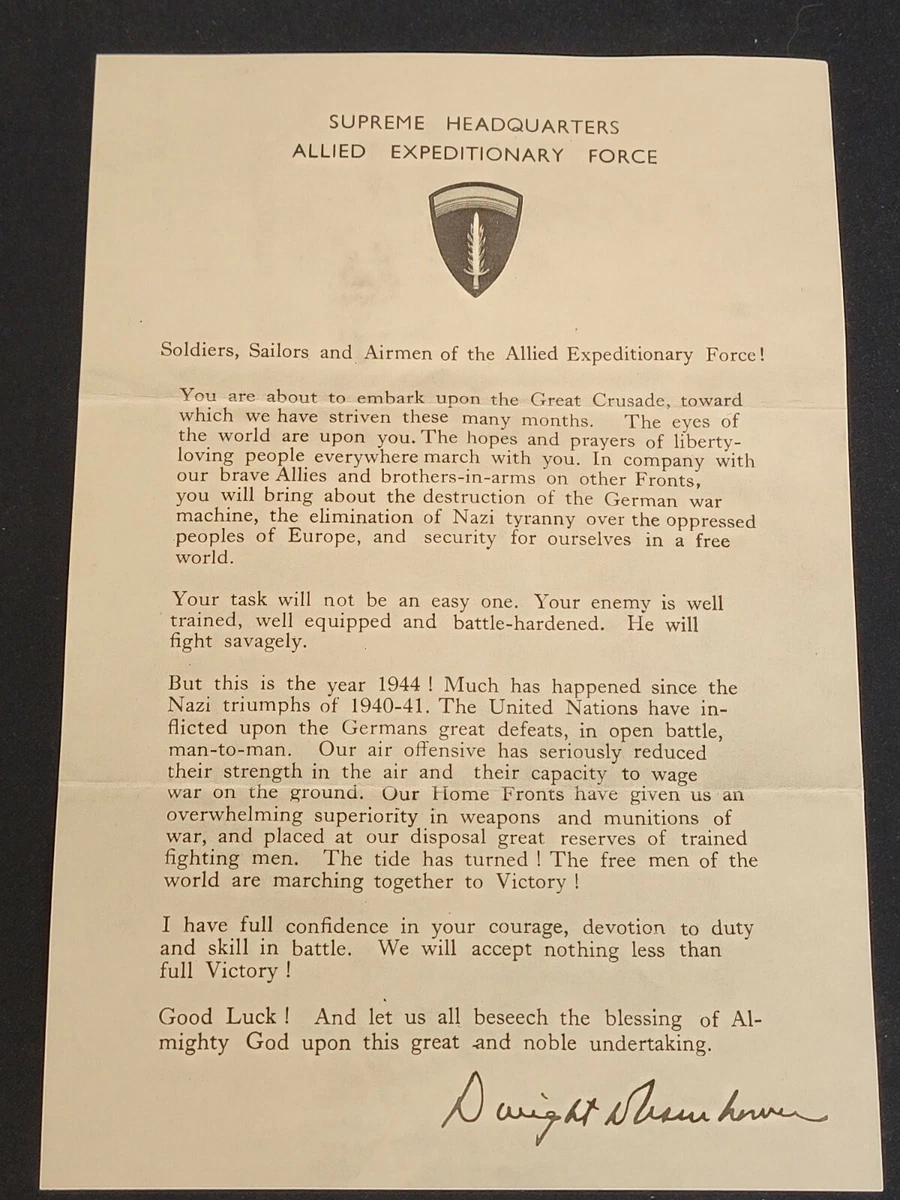 SUPREME HEADQUARTERS
ALLIED EXPEDITIONARY FORCE
Soldiers, Sailors and Airmen of the Allied Expeditionary Force!
You are about to embark upon the Great Crusade, toward
which we have striven these many months. The eyes of
the world are upon you. The hopes and prayers of liberty-
loving people everywhere march with you. In company with
our brave Allies and brothers-in-arms on other Fronts,
you will bring about the destruction of the German war
machine, the elimination of Nazi tyranny over the oppressed
peoples of Europe, and security for ourselves in a free
world.
Your task will not be an easy one. Your enemy is well
trained, well equipped and battle-hardened. He will
fight savagely.
But this is the year 1944 ! Much has happened since the
Nazi triumphs of 1940-41. The United Nations have in-
flicted upon the Germans great defeats, in open battle,
man-to-man. Our air offensive has seriously reduced
their strength in the air and their capacity to wage
war on the ground. Our Home Fronts have given us an
overwhelming superiority in weapons and munitions of
war, and placed at our disposal great reserves of trained
fighting men. The tide has turned ! The free men of the
world are marching together to Victory !
I have full confidence in your courage, devotion to duty
and skill in battle. We will accept nothing less than
full Victory !
Good Luck ! And let us all beseech the blessing of Al-
mighty God upon this great and noble undertaking.
Dwight D Eisenhower